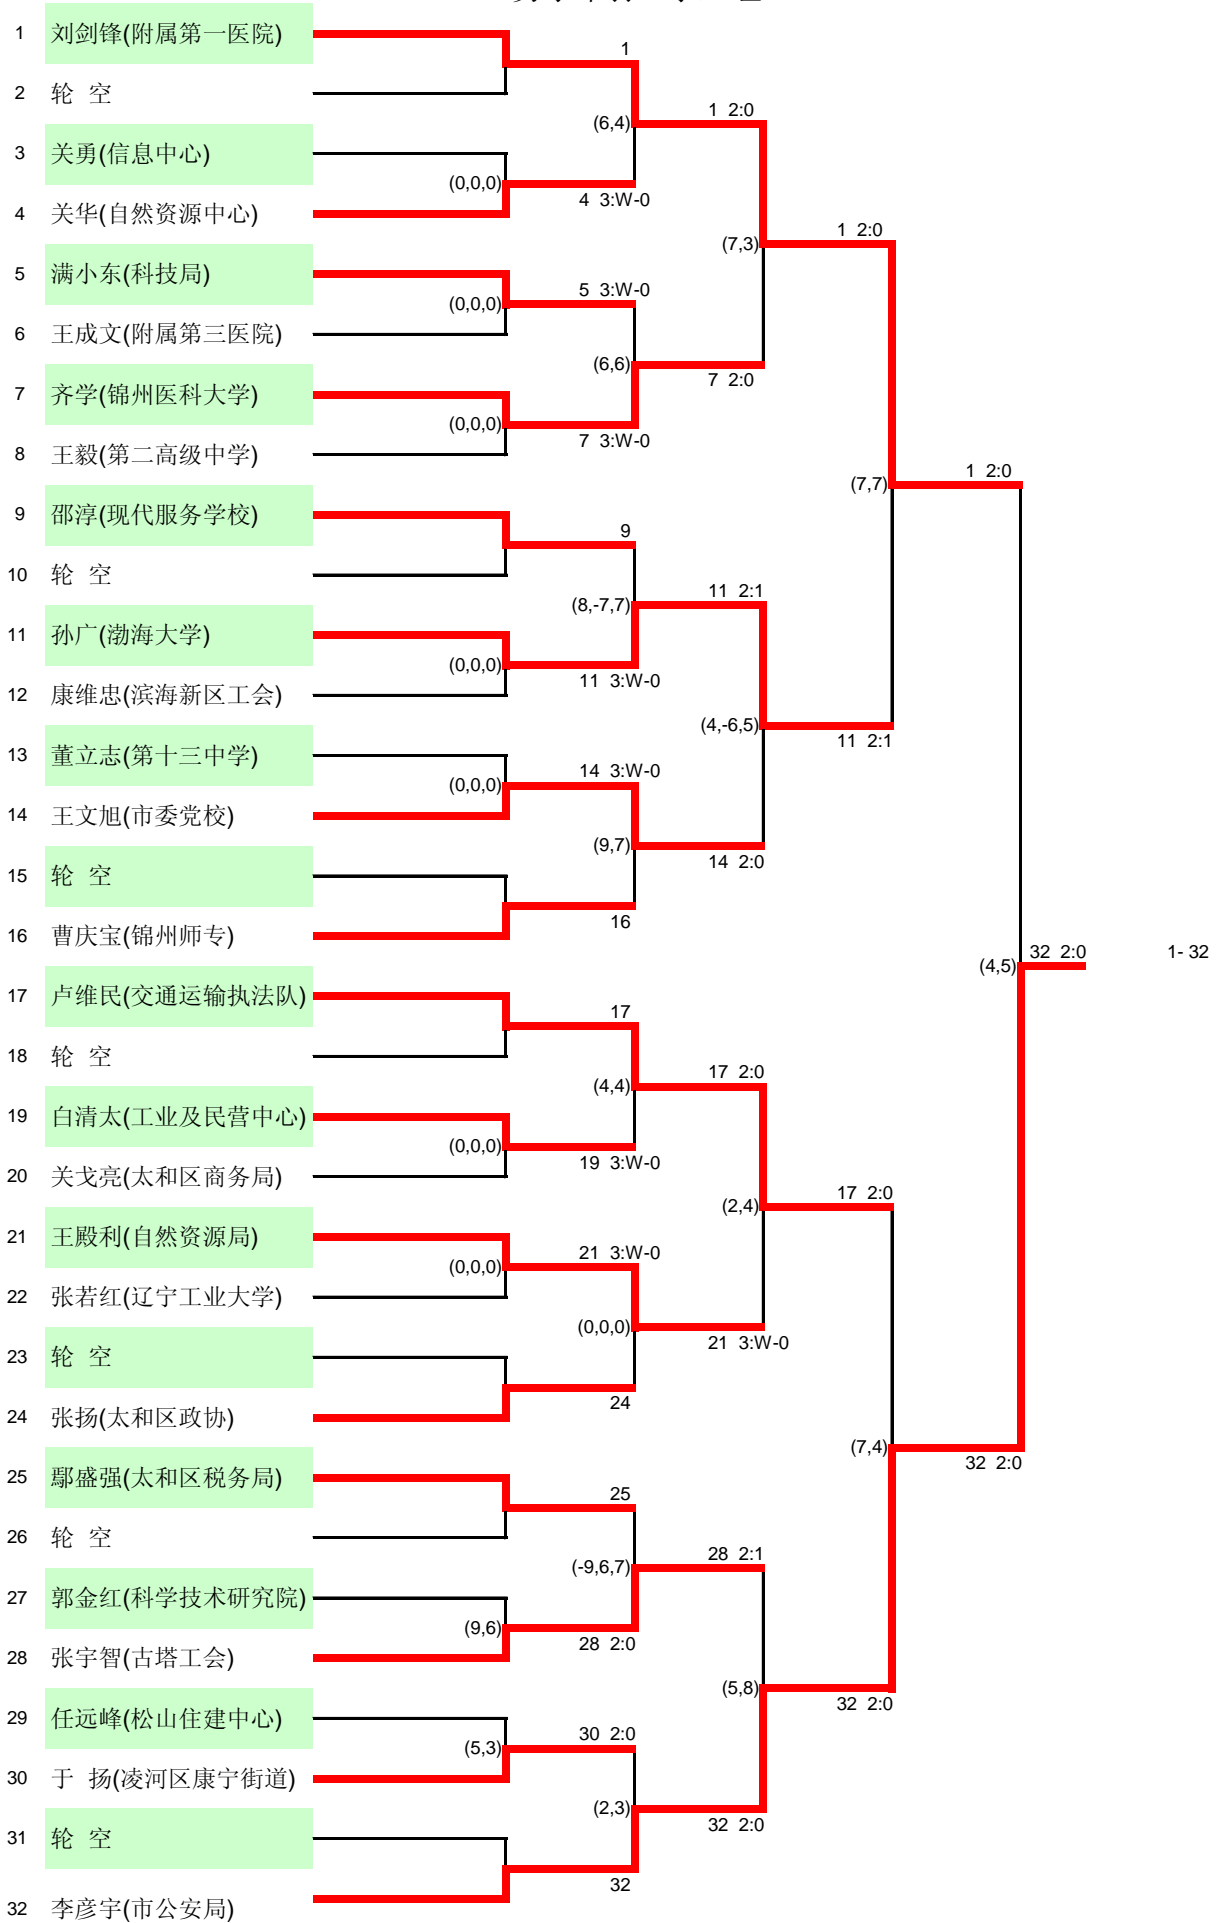 1 刘剑锋(附属第一医院)
1
2 轮 空
1 2:0
(6,4)
3 关勇(信息中心)
(0,0,0)
4 3:W-0
4 关华(自然资源中心)
1 2:0
(7,3)
5 满小东(科技局)
5 3:W-0
(0,0,0)
6 王成文(附属第三医院)
(6,6)
7 2:0
7 齐学(锦州医科大学)
(0,0,0)
7 3:W-0
8 王毅(第二高级中学)
1 2:0
(7,7)
9 邵淳(现代服务学校)
9
10 轮 空
11 2:1
(8,-7,7)
11 孙广(渤海大学)
(0,0,0)
11 3:W-0
12 康维忠(滨海新区工会)
(4,-6,5)
11 2:1
13 董立志(第十三中学)
14 3:W-0
(0,0,0)
14 王文旭(市委党校)
(9,7)
14 2:0
15 轮 空
16
16 曹庆宝(锦州师专)
32 2:0
1- 32
(4,5)
17 卢维民(交通运输执法队)
17
18 轮 空
17 2:0
(4,4)
19 白清太(工业及民营中心)
(0,0,0)
19 3:W-0
20 关戈亮(太和区商务局)
17 2:0
(2,4)
21 王殿利(自然资源局)
21 3:W-0
(0,0,0)
22 张若红(辽宁工业大学)
(0,0,0)
21 3:W-0
23 轮 空
24
24 张扬(太和区政协)
(7,4)
32 2:0
25 鄢盛强(太和区税务局)
25
26 轮 空
28 2:1
(-9,6,7)
27 郭金红(科学技术研究院)
(9,6)
28 2:0
28 张宇智(古塔工会)
(5,8)
32 2:0
29 任远峰(松山住建中心)
30 2:0
(5,3)
30 于 扬(凌河区康宁街道)
(2,3)
32 2:0
31 轮 空
32
32 李彦宇(市公安局)